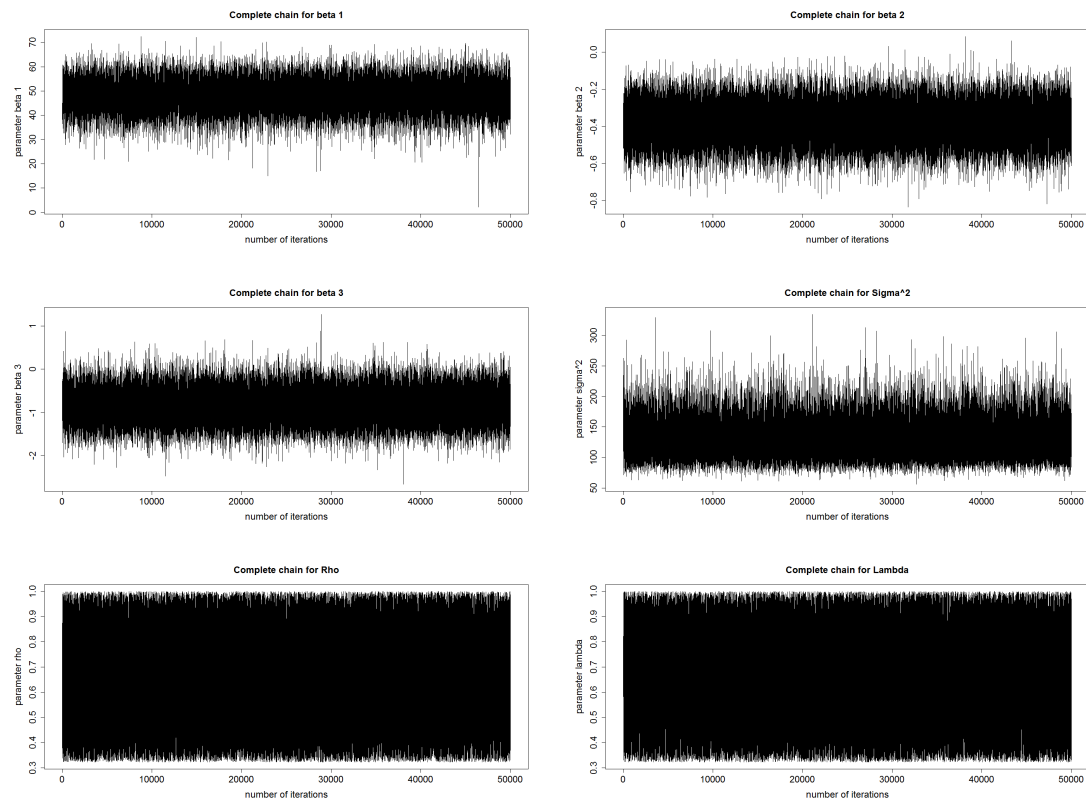 Complete chain for beta 1
parameter beta 1
70
60
50
40
30
20
10
0
0 10000 20000 30000 40000 50000
number of iterations
Complete chain for beta 2
parameter beta 2
0.0
-0.2
-0.4
-0.6
-0.8
0 10000 20000 30000 40000 50000
number of iterations
Complete chain for beta 3
parameter beta 3
1
0
-1
-2
0 10000 20000 30000 40000 50000
number of iterations
Complete chain for Sigma^2
parameter sigma^2
300
250
200
150
100
50
0 10000 20000 30000 40000 50000
number of iterations
Complete chain for Rho
parameter rho
1.0
0.9
0.8
0.7
0.6
0.5
0.4
0.3
0 10000 20000 30000 40000 50000
number of iterations
Complete chain for Lambda
parameter lambda
1.0
0.9
0.8
0.7
0.6
0.5
0.4
0.3
0 10000 20000 30000 40000 50000
number of iterations